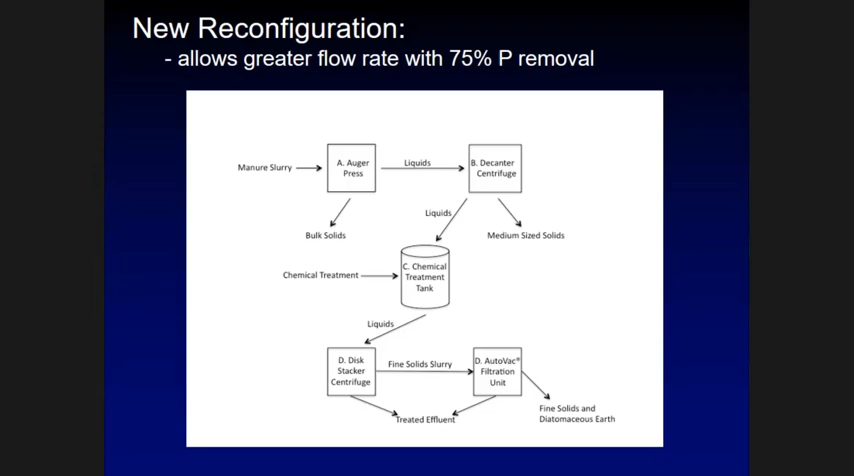 New Reconfiguration:
- allows greater flow rate with 75% P removal
Manure Slurry
A. Auger
Press
Liquids
B. Decanter
Centrifuge
Bulk Solids
Liquids
Medium Sized Solids
Chemical Treatment
C. Chemical
Treatment
Tank
Liquids
D. Disk
Stacker
Centrifuge
Fine Solids Slurry
D. AutoVac®
Filtration
Unit
Treated Effluent
Fine Solids and
Diatomaceous Earth